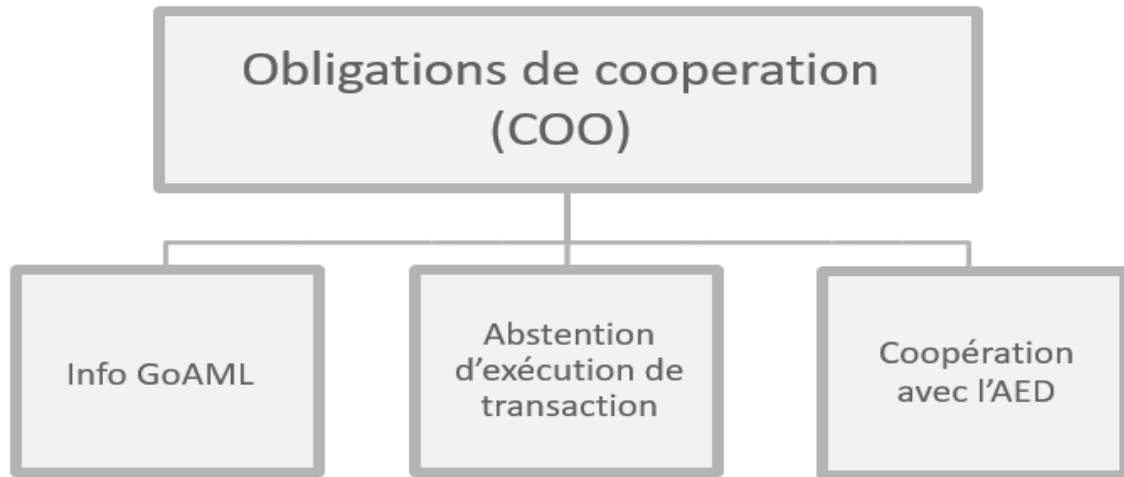 Obligations de cooperation
(COO)
Info GoAML
Abstention
d’exécution de
transaction
Coopération
avec l’AED